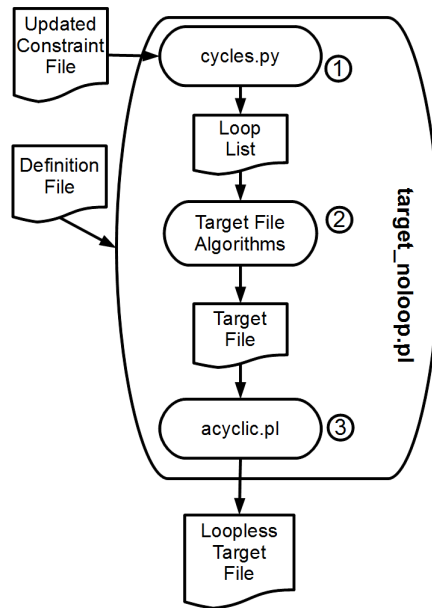 Updated
Constraint
File
cycles.py
1
Loop
List
Definition
File
Target File
Algorithms
2
target_noloop.pl
Target
File
acyclic.pl
3
Loopless
Target
File